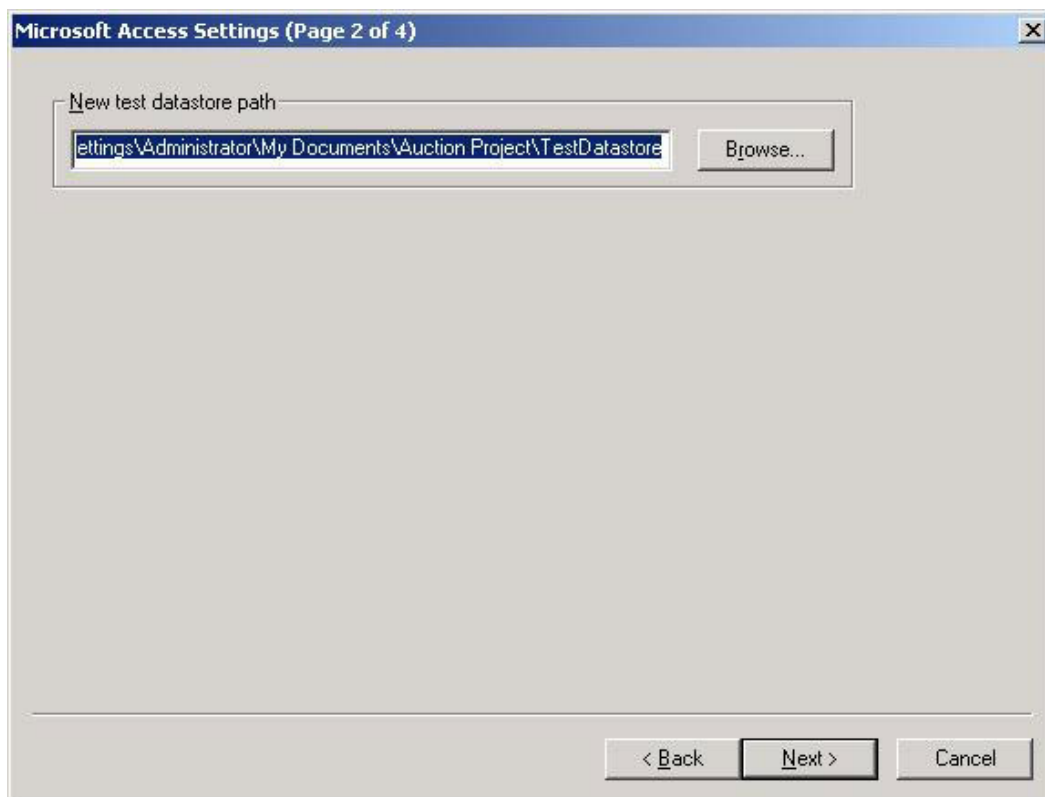 Microsoft Access Settings (Page 2 of 4)
New test datastore path
ettings\Administrator\My Documents\Auction Project\TestDatastore
Browse...
< Back
Next >
Cancel